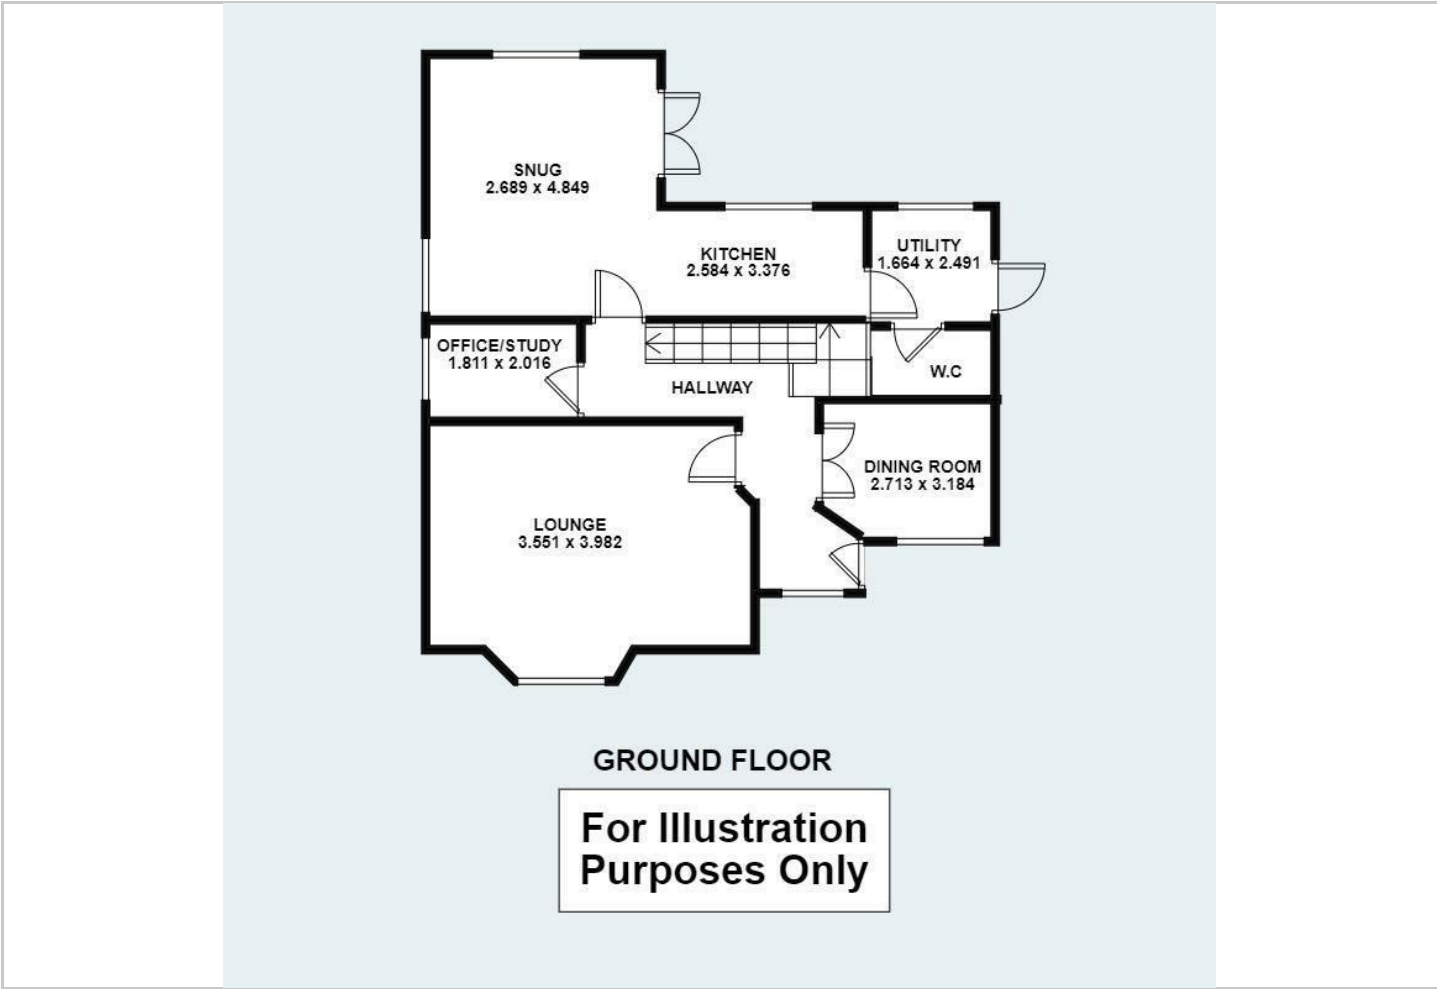 SNUG
2.689 x 4.849
KITCHEN
2.584 x 3.376
UTILITY
1.664 x 2.491
OFFICE/STUDY
1.811 x 2.016
HALLWAY
W.C
DINING ROOM
2.713 x 3.184
LOUNGE
3.551 x 3.982
GROUND FLOOR
For Illustration
Purposes Only